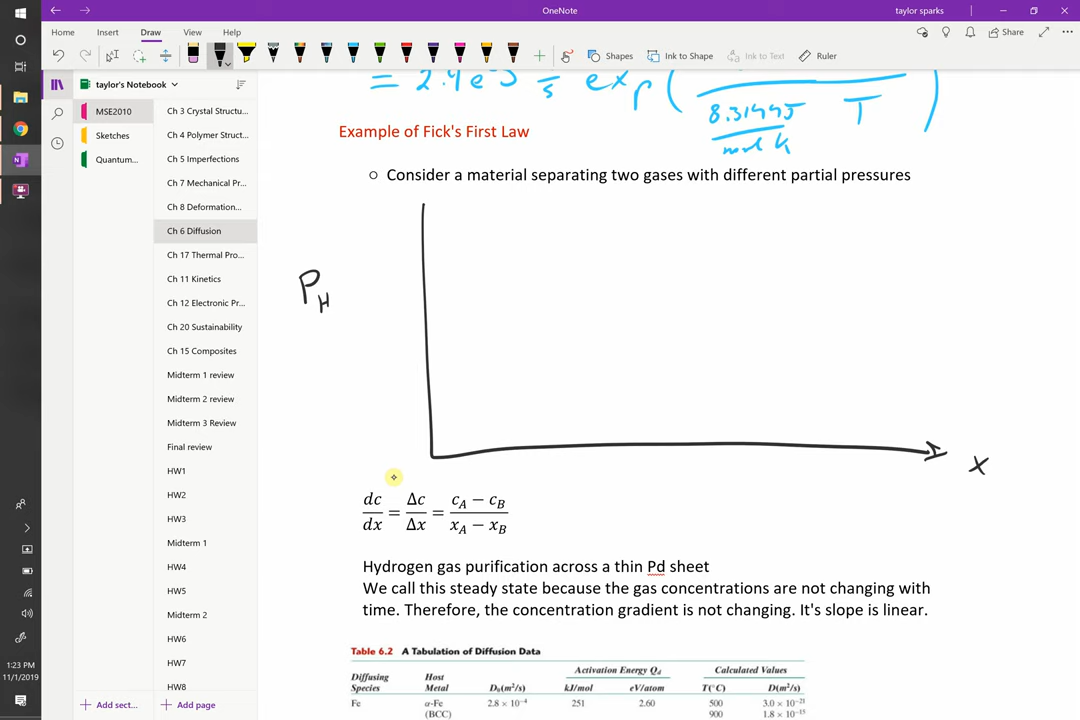 OneNote
taylor sparks
Home Insert Draw View Help
Share
Shapes Ink to Shape Ink to Text Ruler
taylor's Notebook
MSE2010
Sketches
Quantum...
Ch 3 Crystal Structu...
Ch 4 Polymer Struct...
Ch 5 Imperfections
Ch 7 Mechanical Pr...
Ch 8 Deformation...
Ch 6 Diffusion
Ch 17 Thermal Pro...
Ch 11 Kinetics
Ch 12 Electronic Pr...
Ch 20 Sustainability
Ch 15 Composites
Midterm 1 review
Midterm 2 review
Midterm 3 Review
Final review
HW1
HW2
HW3
Midterm 1
HW4
HW5
Midterm 2
HW6
HW7
HW8
Add sect...
Add page
1:23 PM
11/1/2019
exp(
T )
mol k
Example of Fick's First Law
Consider a material separating two gases with different partial pressures
P_H
x
dc/dx = Δc/Δx = (c_A − c_B)/(x_A − x_B)
Hydrogen gas purification across a thin Pd sheet
We call this steady state because the gas concentrations are not changing with
time. Therefore, the concentration gradient is not changing. It's slope is linear.
Table 6.2 A Tabulation of Diffusion Data
Activation Energy Q_d Calculated Values
Diffusing Species Host Metal D_0(m²/s) kJ/mol eV/atom T(°C) D(m²/s)
Fe α-Fe 2.8 × 10⁻⁴ 251 2.60 500 3.0 × 10⁻²¹
(BCC) 900 1.8 × 10⁻¹⁵